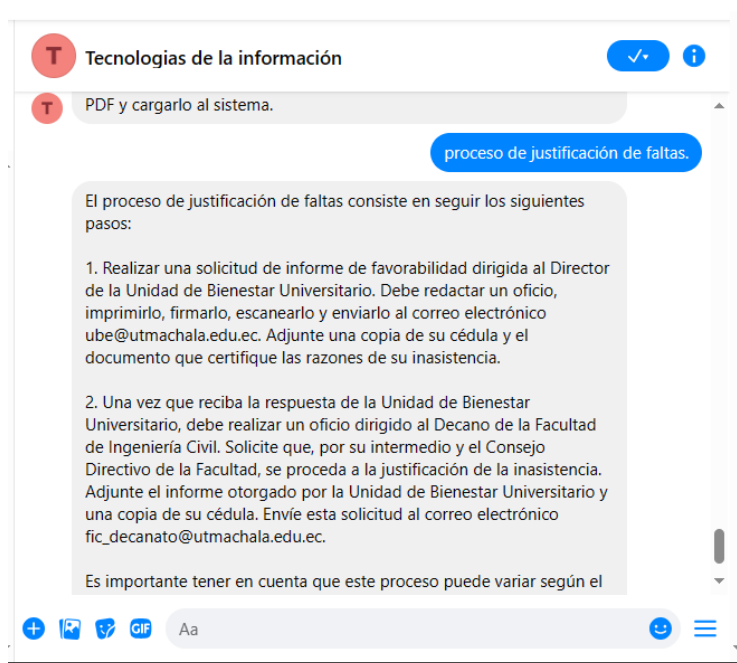 T
Tecnologias de la información
T
PDF y cargarlo al sistema.
proceso de justificación de faltas.
El proceso de justificación de faltas consiste en seguir los siguientes
pasos:
1. Realizar una solicitud de informe de favorabilidad dirigida al Director
de la Unidad de Bienestar Universitario. Debe redactar un oficio,
imprimirlo, firmarlo, escanearlo y enviarlo al correo electrónico
ube@utmachala.edu.ec. Adjunte una copia de su cédula y el
documento que certifique las razones de su inasistencia.
2. Una vez que reciba la respuesta de la Unidad de Bienestar
Universitario, debe realizar un oficio dirigido al Decano de la Facultad
de Ingeniería Civil. Solicite que, por su intermedio y el Consejo
Directivo de la Facultad, se proceda a la justificación de la inasistencia.
Adjunte el informe otorgado por la Unidad de Bienestar Universitario y
una copia de su cédula. Envíe esta solicitud al correo electrónico
fic_decanato@utmachala.edu.ec.
Es importante tener en cuenta que este proceso puede variar según el
GIF
Aa